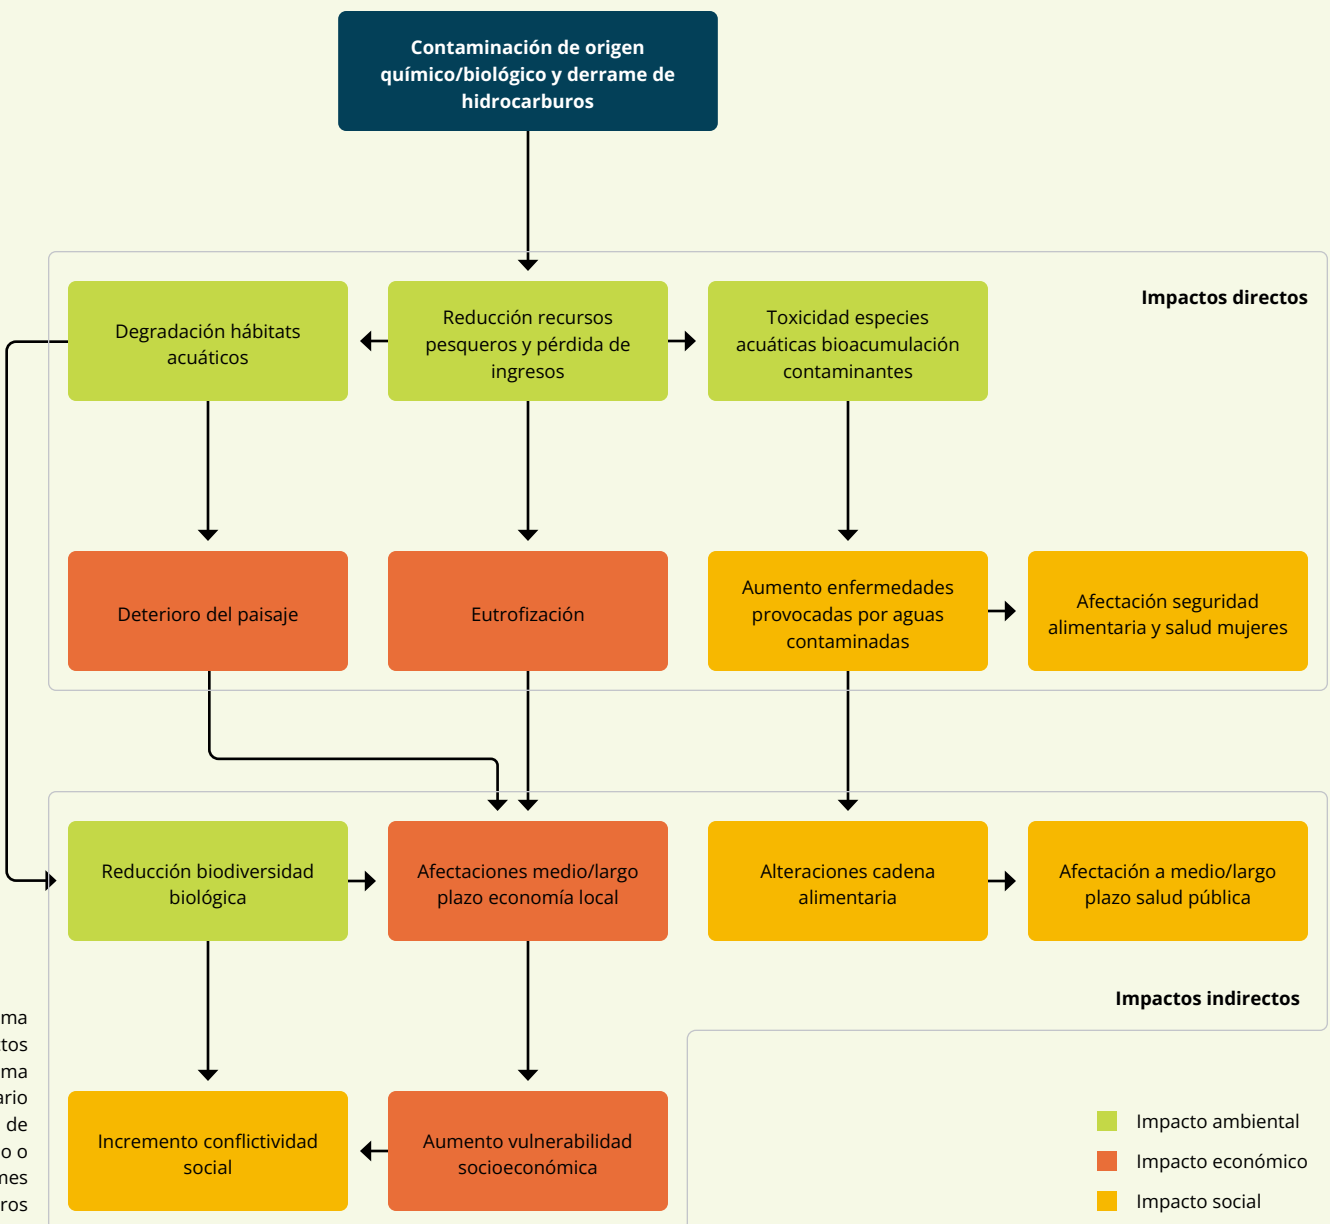 Contaminación de origen
químico/biológico y derrame de
hidrocarburos
Impactos directos
Degradación hábitats
acuáticos
Reducción recursos
pesqueros y pérdida de
ingresos
Toxicidad especies
acuáticas bioacumulación
contaminantes
Deterioro del paisaje
Eutrofización
Aumento enfermedades
provocadas por aguas
contaminadas
Afectación seguridad
alimentaria y salud mujeres
Reducción biodiversidad
biológica
Afectaciones medio/largo
plazo economía local
Alteraciones cadena
alimentaria
Afectación a medio/largo
plazo salud pública
Impactos indirectos
Incremento conflictividad
social
Aumento vulnerabilidad
socioeconómica
de
o
Impacto ambiental
Impacto económico
Impacto social